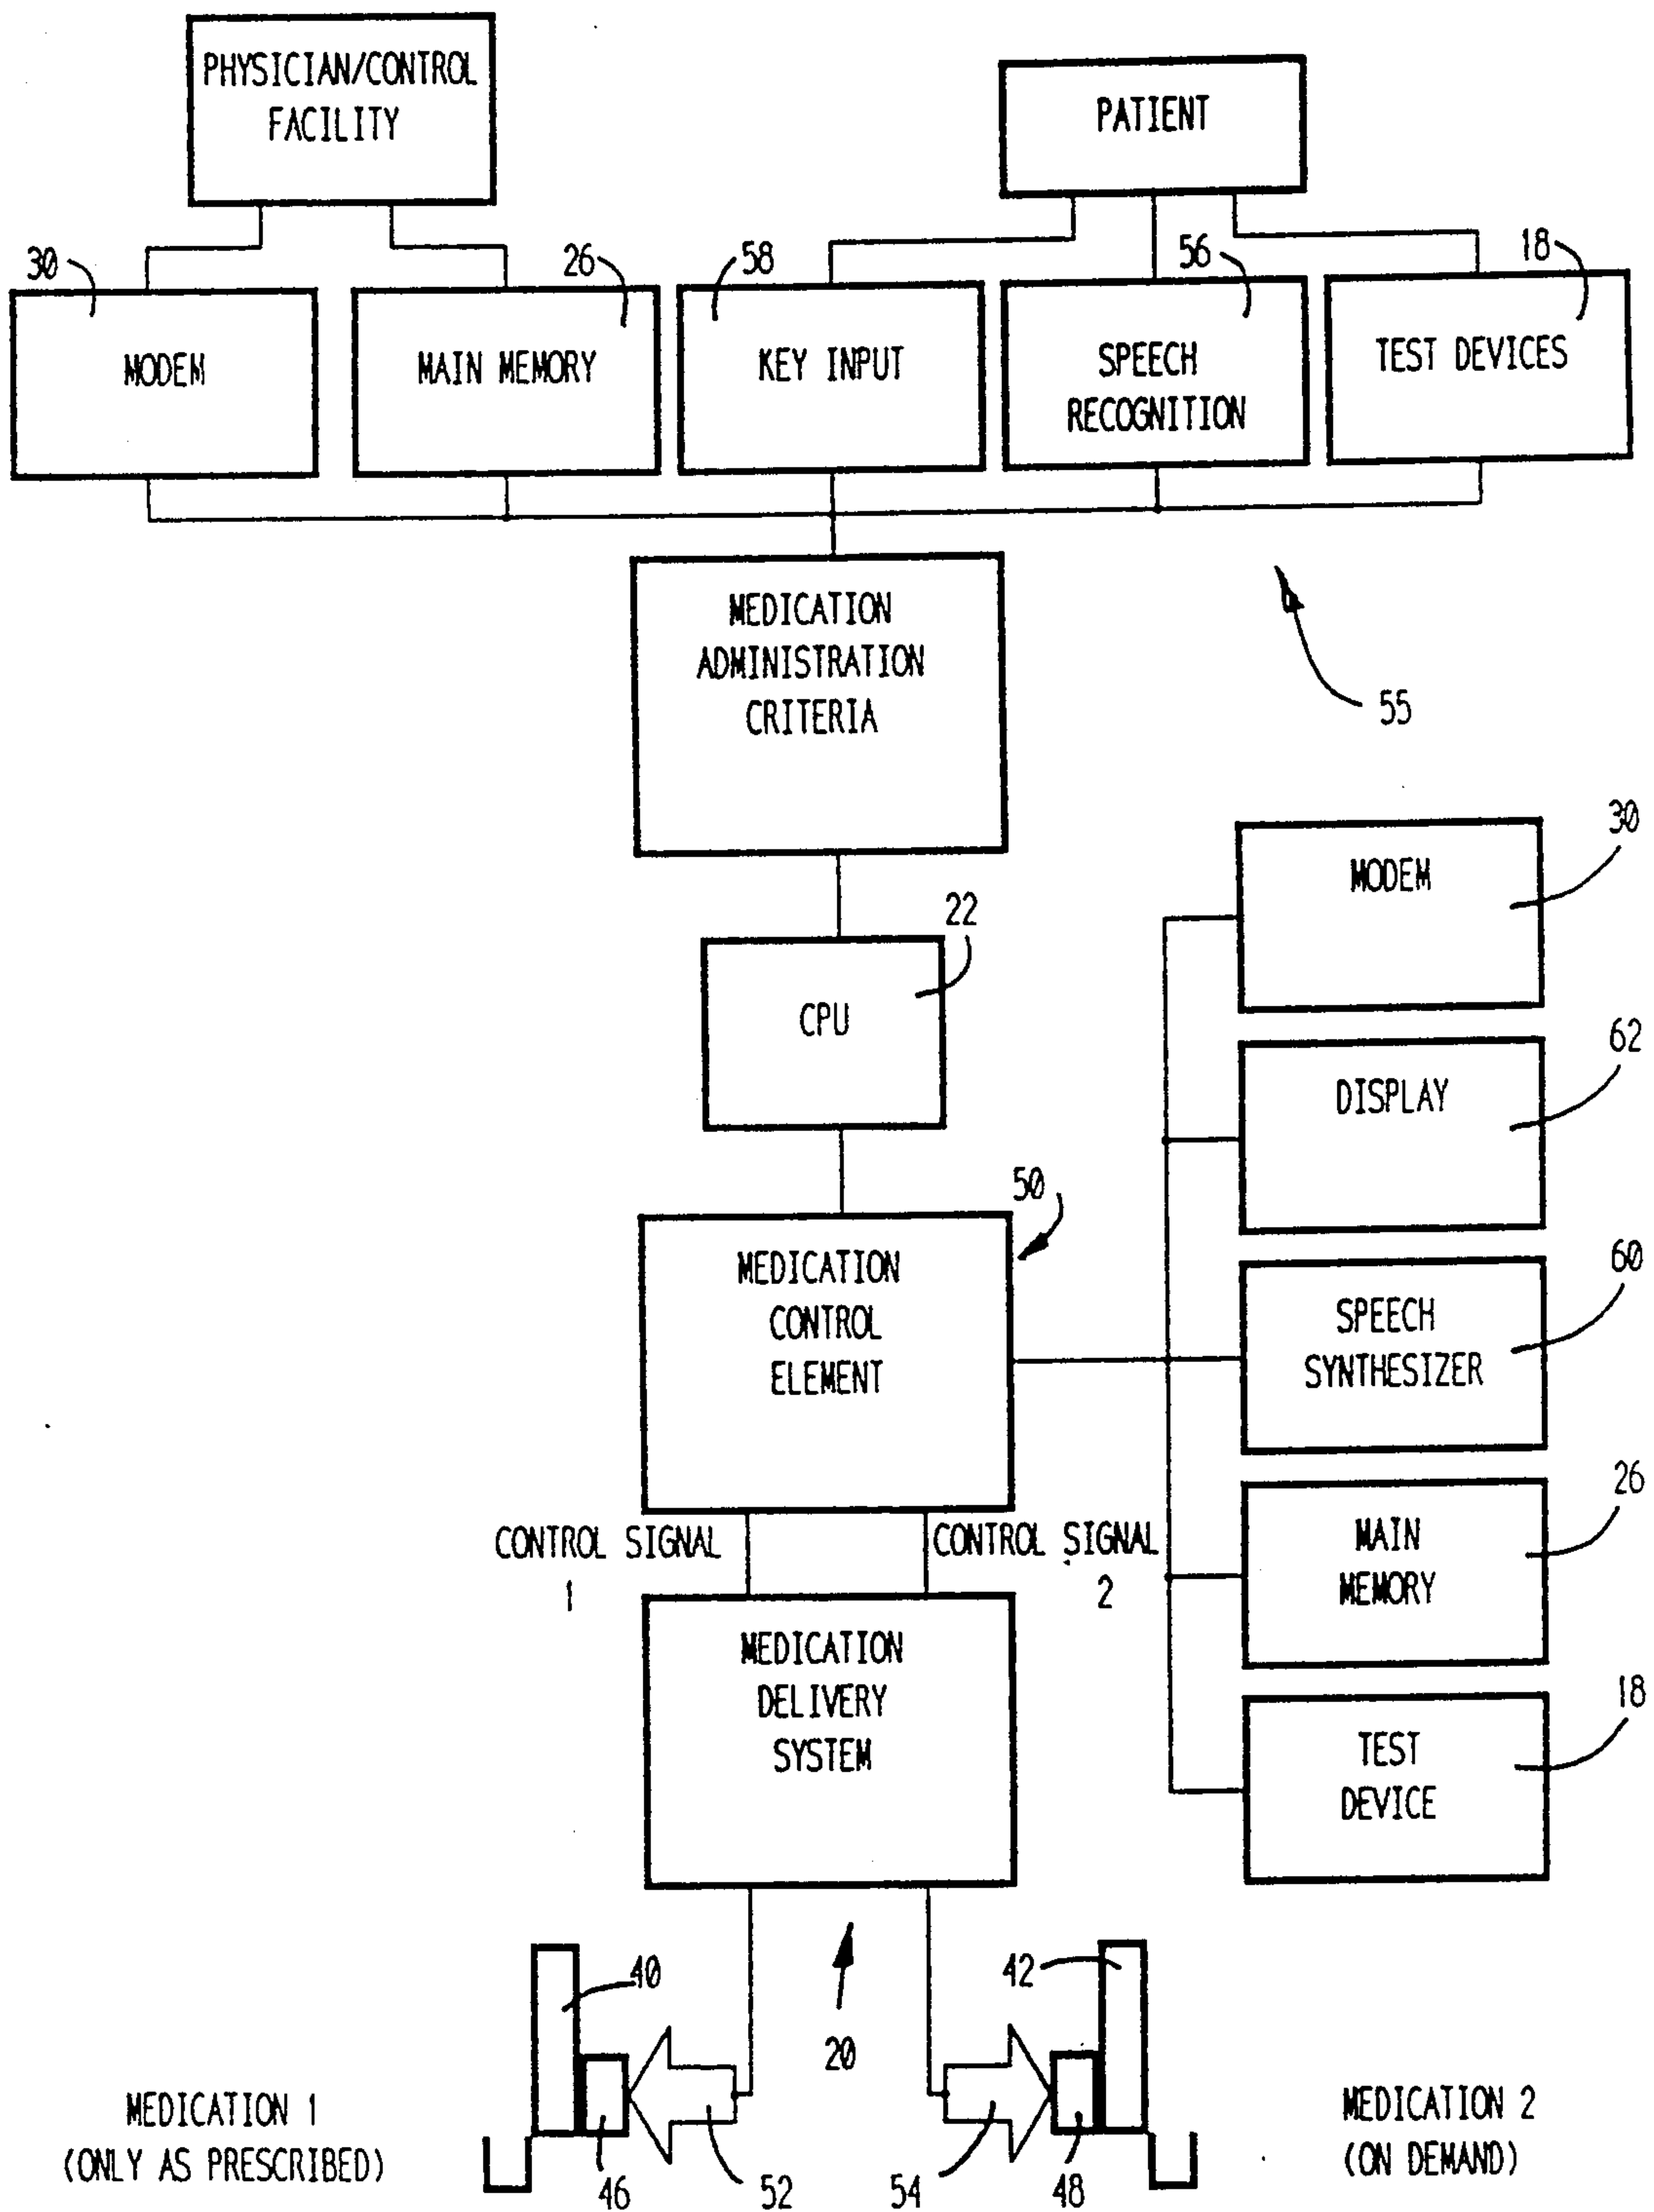 PHYSICIAN/CONTROL
FACILITY
PATIENT
30
26
58
56
18
MODEM
MAIN MEMORY
KEY INPUT
SPEECH
RECOGNITION
TEST DEVICES
MEDICATION
ADMINISTRATION
CRITERIA
55
22
CPU
30
MODEM
62
DISPLAY
50
MEDICATION
CONTROL
ELEMENT
60
SPEECH
SYNTHESIZER
CONTROL SIGNAL
1
CONTROL SIGNAL
2
26
MAIN
MEMORY
MEDICATION
DELIVERY
SYSTEM
18
TEST
DEVICE
40
42
20
MEDICATION 1
(ONLY AS PRESCRIBED)
46
52
54
48
MEDICATION 2
(ON DEMAND)